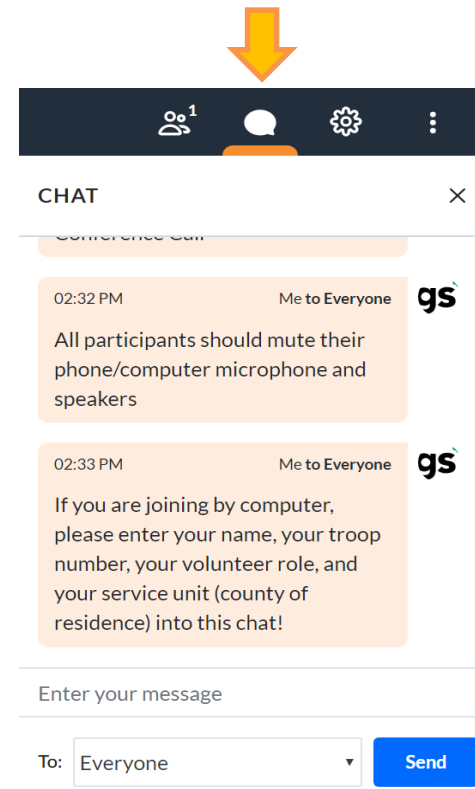 1
CHAT
Conference Call
02:32 PM Me to Everyone
gs
All participants should mute their
phone/computer microphone and
speakers
02:33 PM Me to Everyone
gs
If you are joining by computer,
please enter your name, your troop
number, your volunteer role, and
your service unit (county of
residence) into this chat!
Enter your message
To: Everyone Send